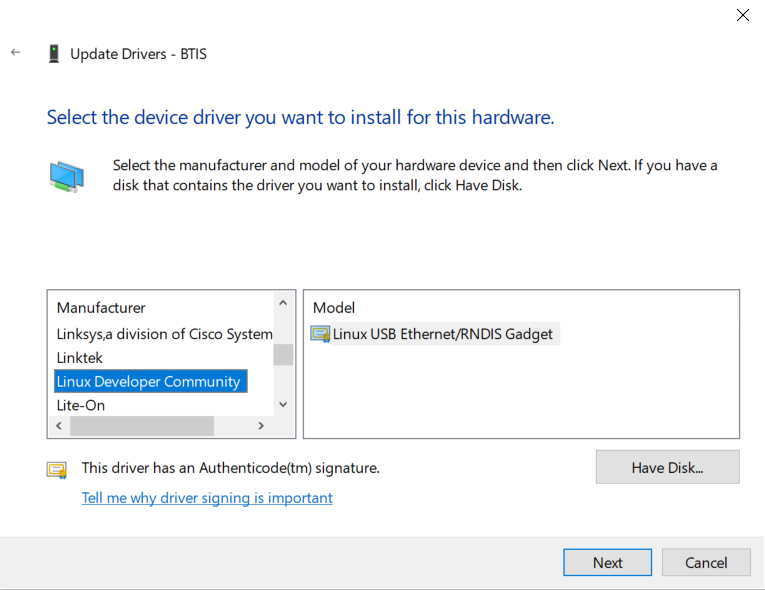 Update Drivers - BTIS
Select the device driver you want to install for this hardware.
Select the manufacturer and model of your hardware device and then click Next. If you have a
disk that contains the driver you want to install, click Have Disk.
Manufacturer
Linksys,a division of Cisco System
Linktek
Linux Developer Community
Lite-On
Model
Linux USB Ethernet/RNDIS Gadget
This driver has an Authenticode(tm) signature.
Have Disk...
Tell me why driver signing is important
Next
Cancel